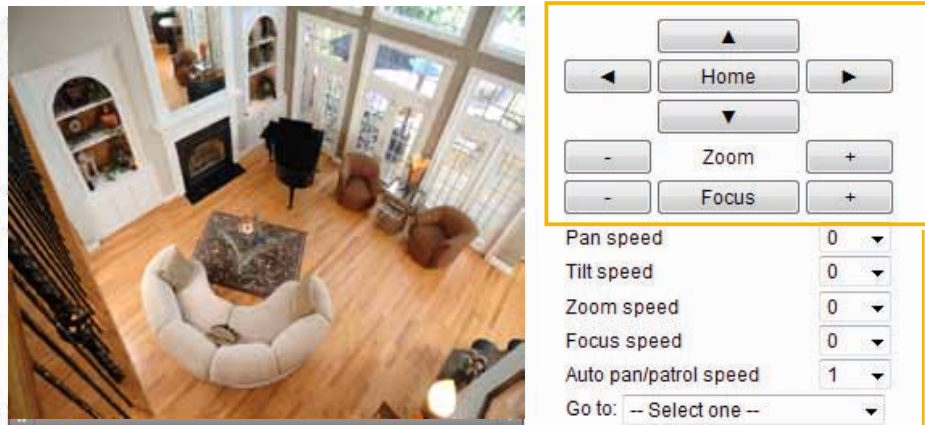 ▲
◄ Home ►
▼
- Zoom +
- Focus +
Pan speed 0
Tilt speed 0
Zoom speed 0
Focus speed 0
Auto pan/patrol speed 1
Go to: -- Select one --